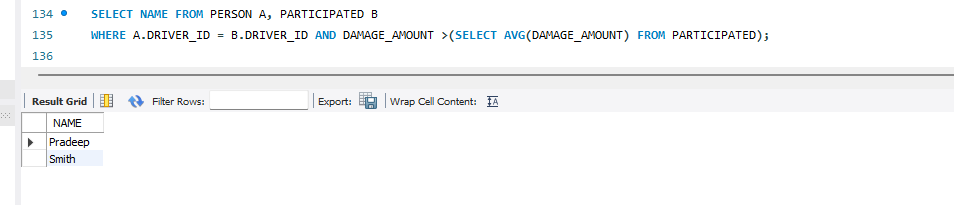 134 SELECT NAME FROM PERSON A, PARTICIPATED B
135 WHERE A.DRIVER_ID = B.DRIVER_ID AND DAMAGE_AMOUNT >(SELECT AVG(DAMAGE_AMOUNT) FROM PARTICIPATED);
136
Result Grid Filter Rows: Export: Wrap Cell Content: IA
NAME
Pradeep
Smith